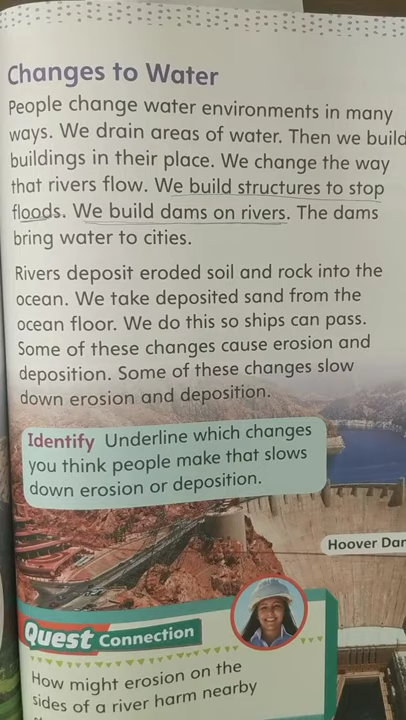 Changes to Water
People change water environments in many
ways. We drain areas of water. Then we build
buildings in their place. We change the way
that rivers flow. We build structures to stop
floods. We build dams on rivers. The dams
bring water to cities.
Rivers deposit eroded soil and rock into the
ocean. We take deposited sand from the
ocean floor. We do this so ships can pass.
Some of these changes cause erosion and
deposition. Some of these changes slow
down erosion and deposition.
Identify Underline which changes
you think people make that slows
down erosion or deposition.
Hoover Dam
Quest Connection
How might erosion on the
sides of a river harm nearby